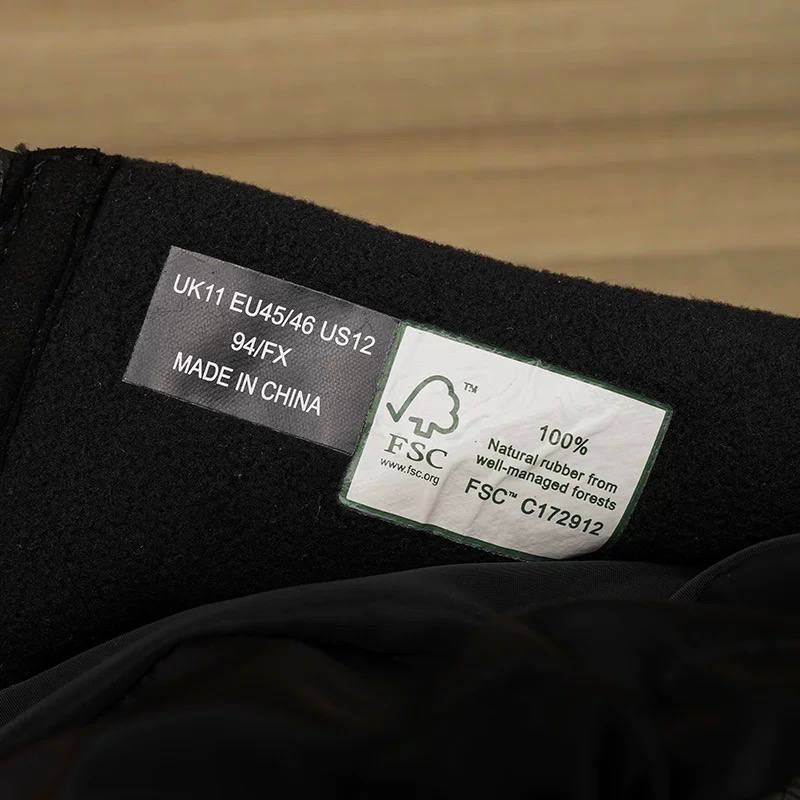 UK11 EU45/46 US12
94/FX
MADE IN CHINA
™
FSC
www.fsc.org
100%
Natural rubber from
well-managed forests
FSC™ C172912